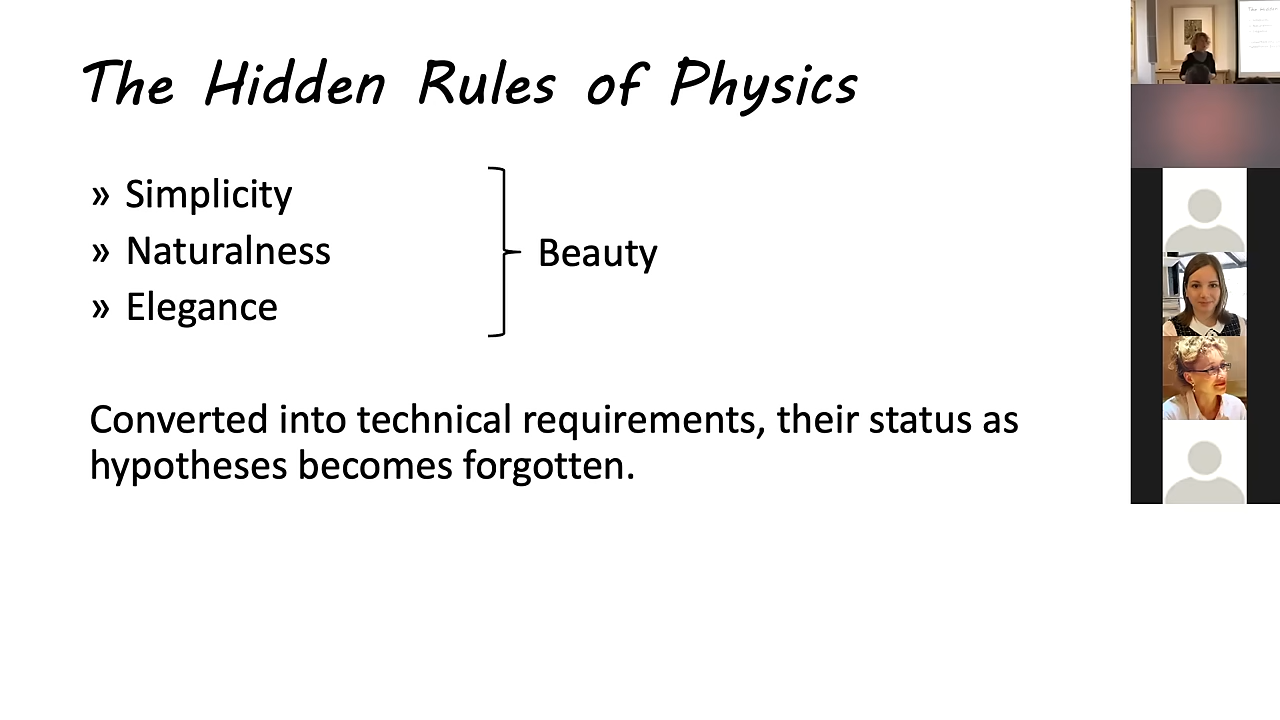 The Hidden Rules of Physics
» Simplicity
» Naturalness
» Elegance
Beauty
Converted into technical requirements, their status as
hypotheses becomes forgotten.